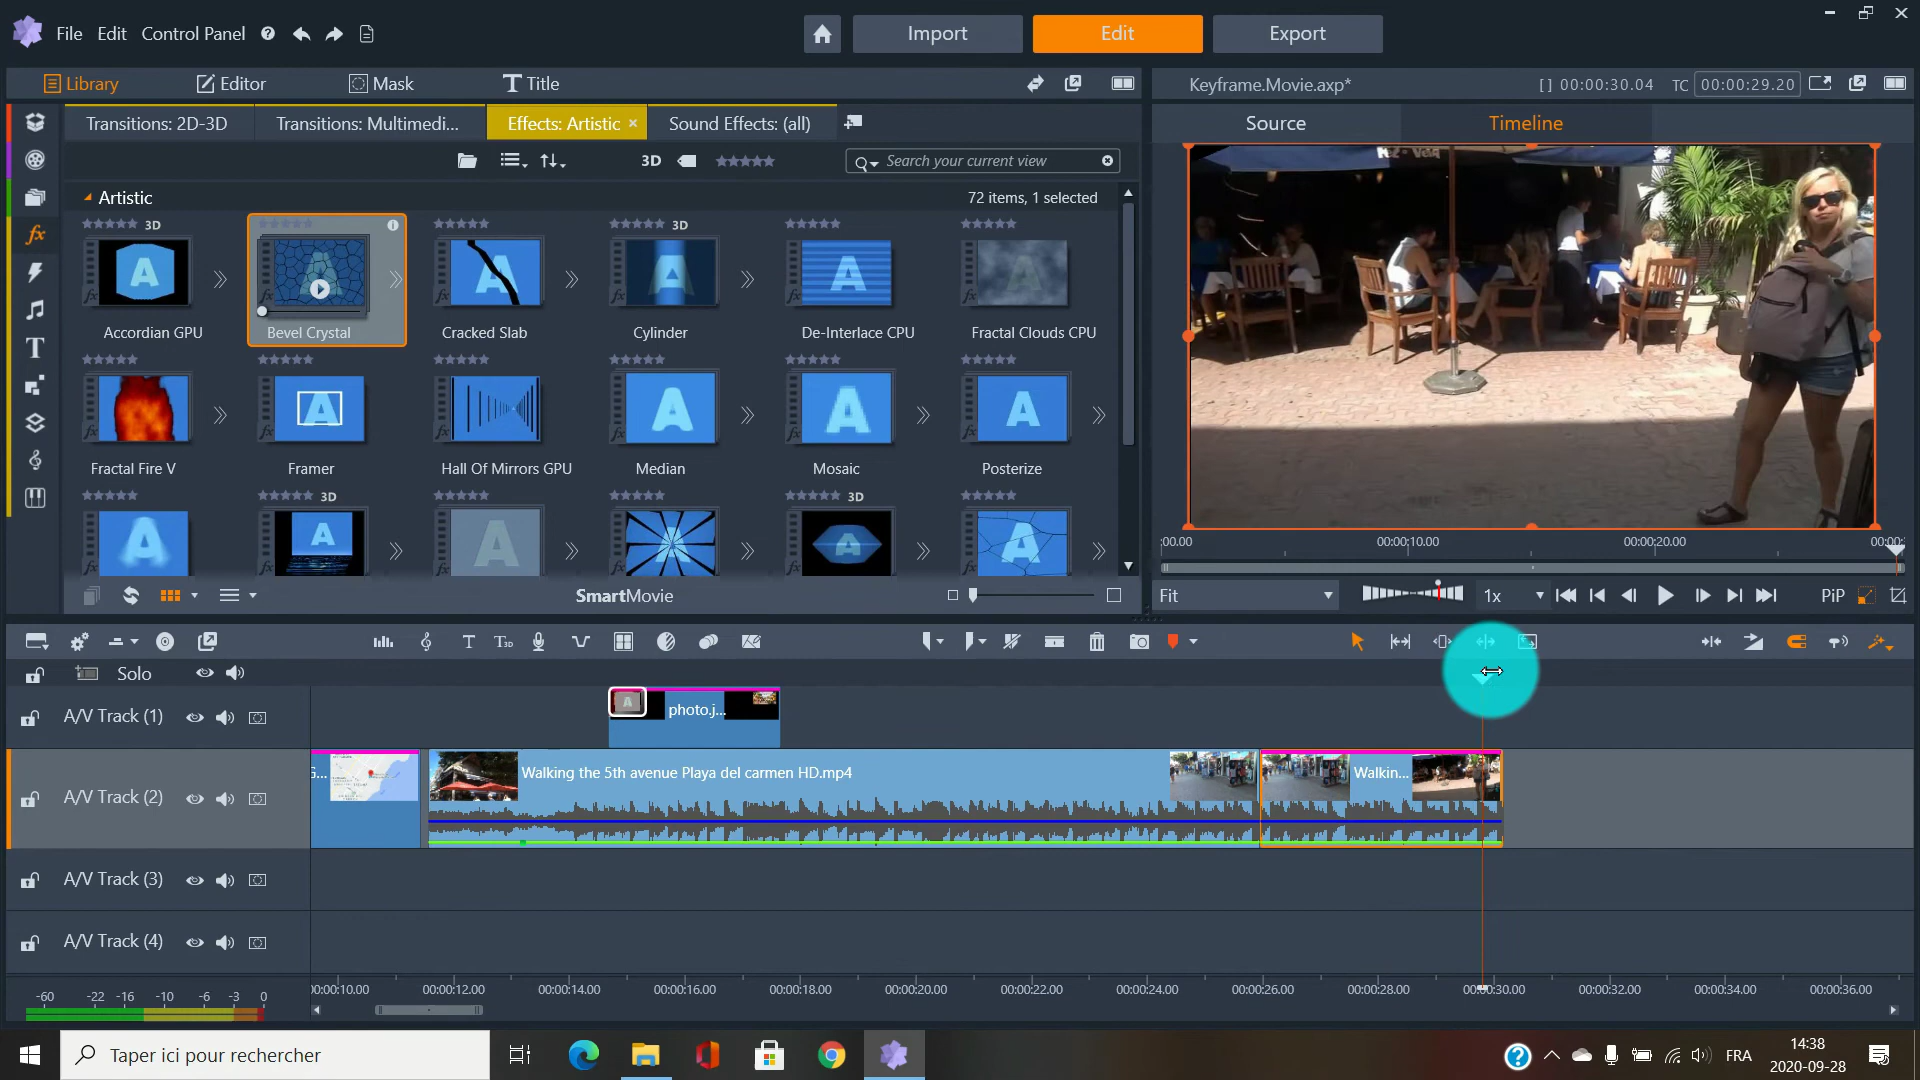 File Edit Control Panel
Import Edit Export
Library Editor Mask Title
Keyframe.Movie.axp* [ ] 00:00:30.04 TC 00:00:29.20
Transitions: 2D-3D Transitions: Multimedi... Effects: Artistic Sound Effects: (all)
Source Timeline
3D Search your current view
Artistic 72 items, 1 selected
3D 3D
Accordian GPU Bevel Crystal Cracked Slab Cylinder De-Interlace CPU Fractal Clouds CPU
Fractal Fire V Framer Hall Of Mirrors GPU Median Mosaic Posterize
3D 3D
:00.00 00:00:10.00 00:00:20.00 00:00:
SmartMovie
Fit 1x PiP
Solo
A/V Track (1) photo.j...
A/V Track (2) G... Walking the 5th avenue Playa del carmen HD.mp4 Walkin...
A/V Track (3)
A/V Track (4)
-60 -22 -16 -10 -6 -3 0
00:00:10.00 00:00:12.00 00:00:14.00 00:00:16.00 00:00:18.00 00:00:20.00 00:00:22.00 00:00:24.00 00:00:26.00 00:00:28.00 00:00:30.00 00:00:32.00 00:00:34.00 00:00:36.00
Taper ici pour rechercher
FRA 14:38
2020-09-28